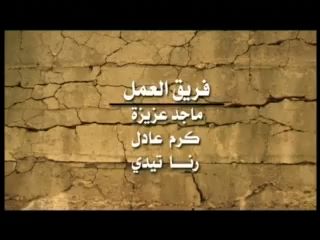 فريق العمل
ماجد عزيزة
كرم عادل
رنا تيدي